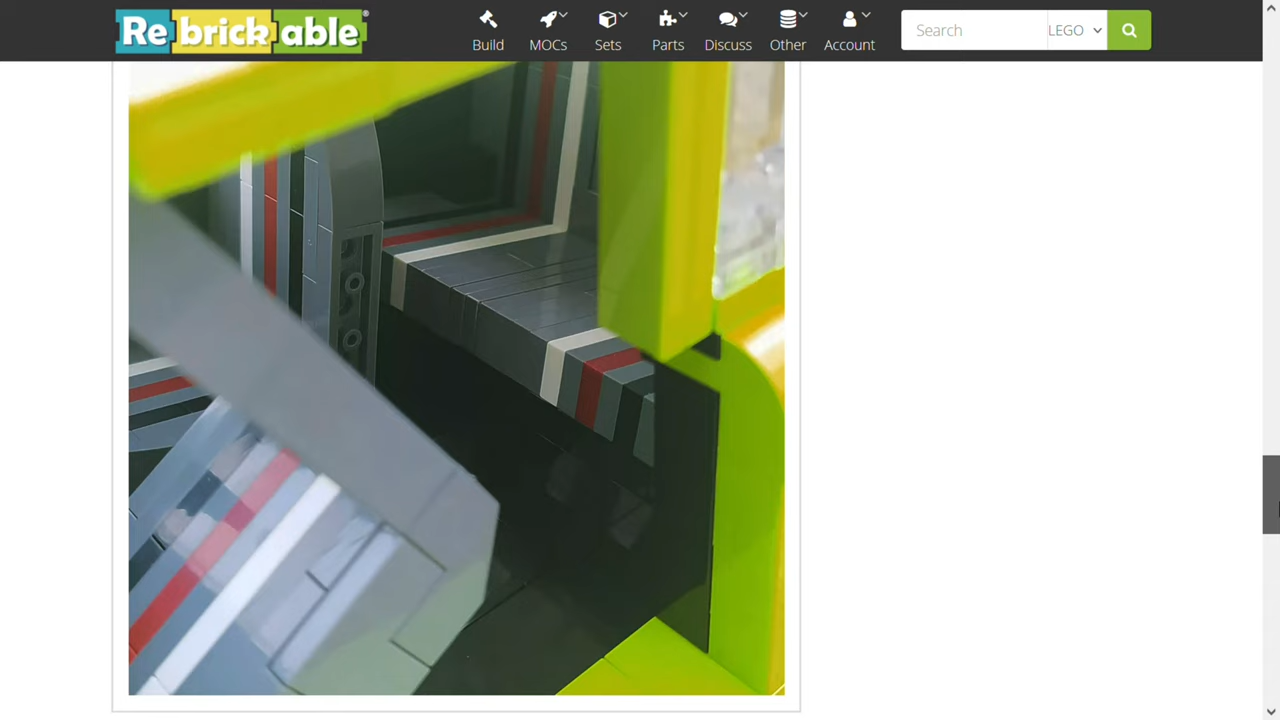 Rebrickable®
Build
MOCs
Sets
Parts
Discuss
Other
Account
Search
LEGO